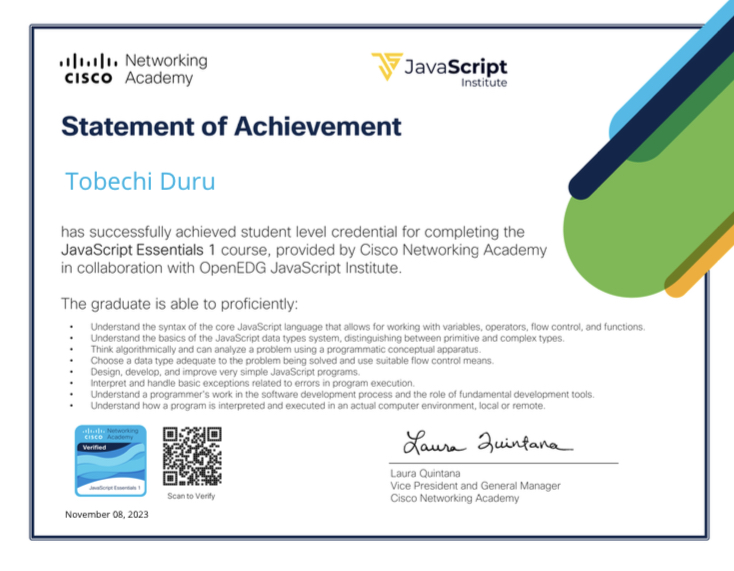 Networking
CISCO Academy
JavaScript
Institute
Statement of Achievement
Tobechi Duru
has successfully achieved student level credential for completing the
JavaScript Essentials 1 course, provided by Cisco Networking Academy
in collaboration with OpenEDG JavaScript Institute.
The graduate is able to proficiently:
• Understand the syntax of the core JavaScript language that allows for working with variables, operators, flow control, and functions.
• Understand the basics of the JavaScript data types system, distinguishing between primitive and complex types.
• Think algorithmically and can analyze a problem using a programmatic conceptual apparatus.
• Choose a data type adequate to the problem being solved and use suitable flow control means.
• Design, develop, and improve very simple JavaScript programs.
• Interpret and handle basic exceptions related to errors in program execution.
• Understand a programmer's work in the software development process and the role of fundamental development tools.
• Understand how a program is interpreted and executed in an actual computer environment, local or remote.
Networking
CISCO Academy
Verified
JavaScript Essentials 1
Scan to Verify
November 08, 2023
Laura Quintana
Laura Quintana
Vice President and General Manager
Cisco Networking Academy